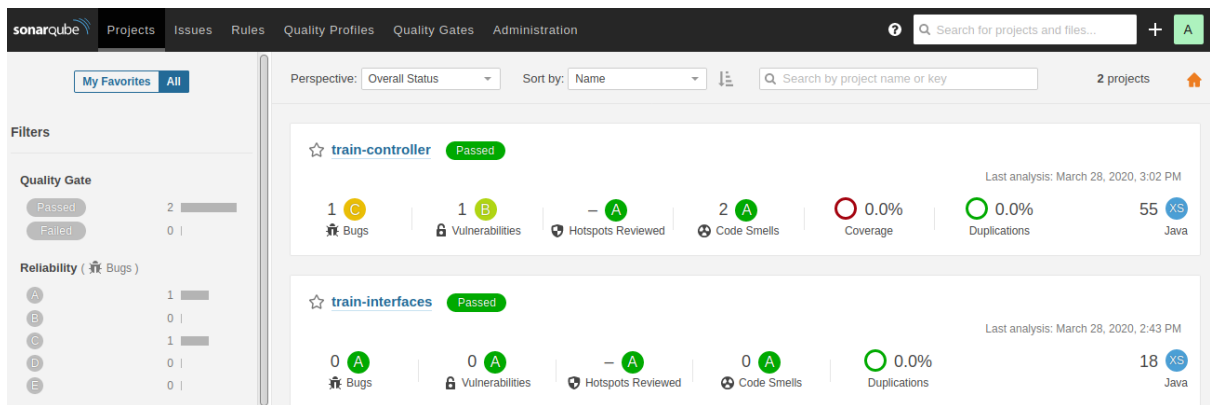 sonarqube Projects Issues Rules Quality Profiles Quality Gates Administration ? Search for projects and files... + A
My Favorites All
Perspective: Overall Status Sort by: Name Search by project name or key 2 projects
Filters
Quality Gate
Passed 2
Failed 0
Reliability ( Bugs )
A 1
B 0
C 1
D 0
E 0
train-controller Passed
Last analysis: March 28, 2020, 3:02 PM
1 C 1 B – A 2 A 0.0% 0.0% 55 XS
Bugs Vulnerabilities Hotspots Reviewed Code Smells Coverage Duplications Java
train-interfaces Passed
Last analysis: March 28, 2020, 2:43 PM
0 A 0 A – A 0 A 0.0% 18 XS
Bugs Vulnerabilities Hotspots Reviewed Code Smells Duplications Java